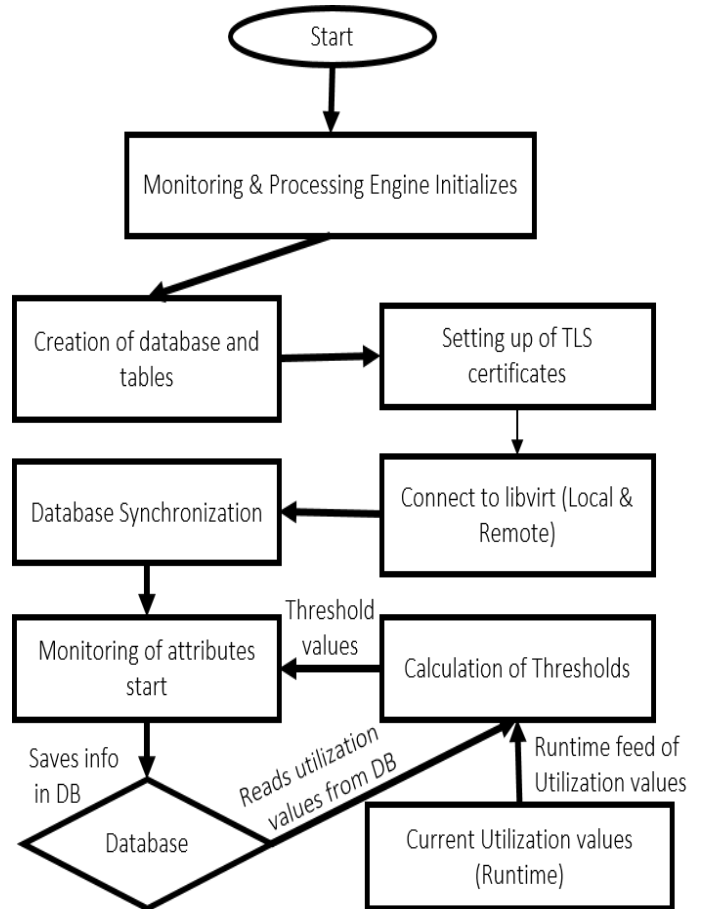 Start
Monitoring & Processing Engine Initializes
Creation of database and
tables
Setting up of TLS
certificates
Database Synchronization
Connect to libvirt (Local &
Remote)
Threshold
values
Monitoring of attributes
start
Calculation of Thresholds
Saves info
in DB
Reads utilization
values from DB
Runtime feed of
Utilization values
Database
Current Utilization values
(Runtime)